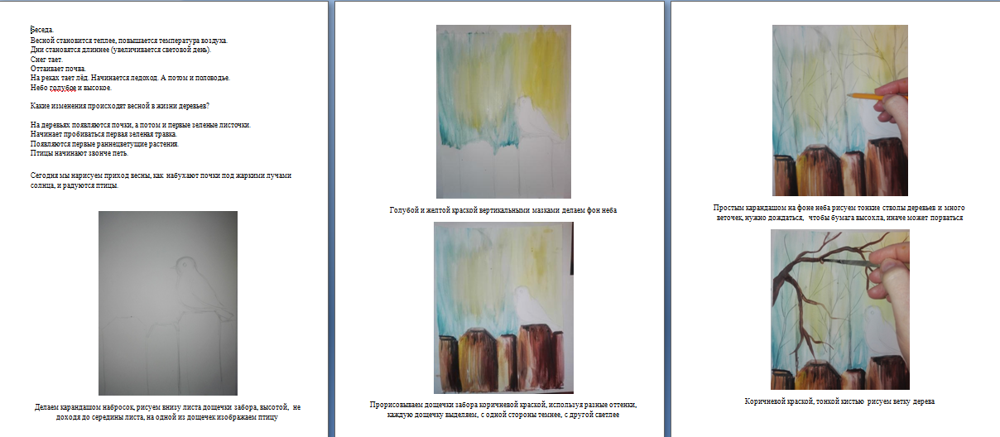 Беседа.
Весной становится теплее, повышается температура воздуха.
Дни становятся длиннее (увеличивается световой день).
Снег тает.
Оттаивает почва.
На реках тает лёд. Начинается ледоход. А потом и половодье.
Небо голубое и высокое.
Какие изменения происходят весной в жизни деревьев?
На деревьях появляются почки, а потом и первые зеленые листочки.
Начинает пробиваться первая зеленая травка.
Появляются первые раннецветущие растения.
Птицы начинают звонче петь.
Сегодня мы нарисуем приход весны, как набухают почки под жаркими лучами
солнца, и радуются птицы.
Делаем карандашом набросок, рисуем внизу листа дощечки забора, высотой, не
доходя до середины листа, на одной из дощечек изображаем птицу
Голубой и желтой краской вертикальными мазками делаем фон неба
Прорисовываем дощечки забора коричневой краской, используя разные оттенки,
каждую дощечку выделяем, с одной стороны темнее, с другой светлее
Простым карандашом на фоне неба рисуем тонкие стволы деревьев и много
веточек, нужно дождаться, чтобы бумага высохла, иначе может порваться
Коричневой краской, тонкой кистью рисуем ветку дерева